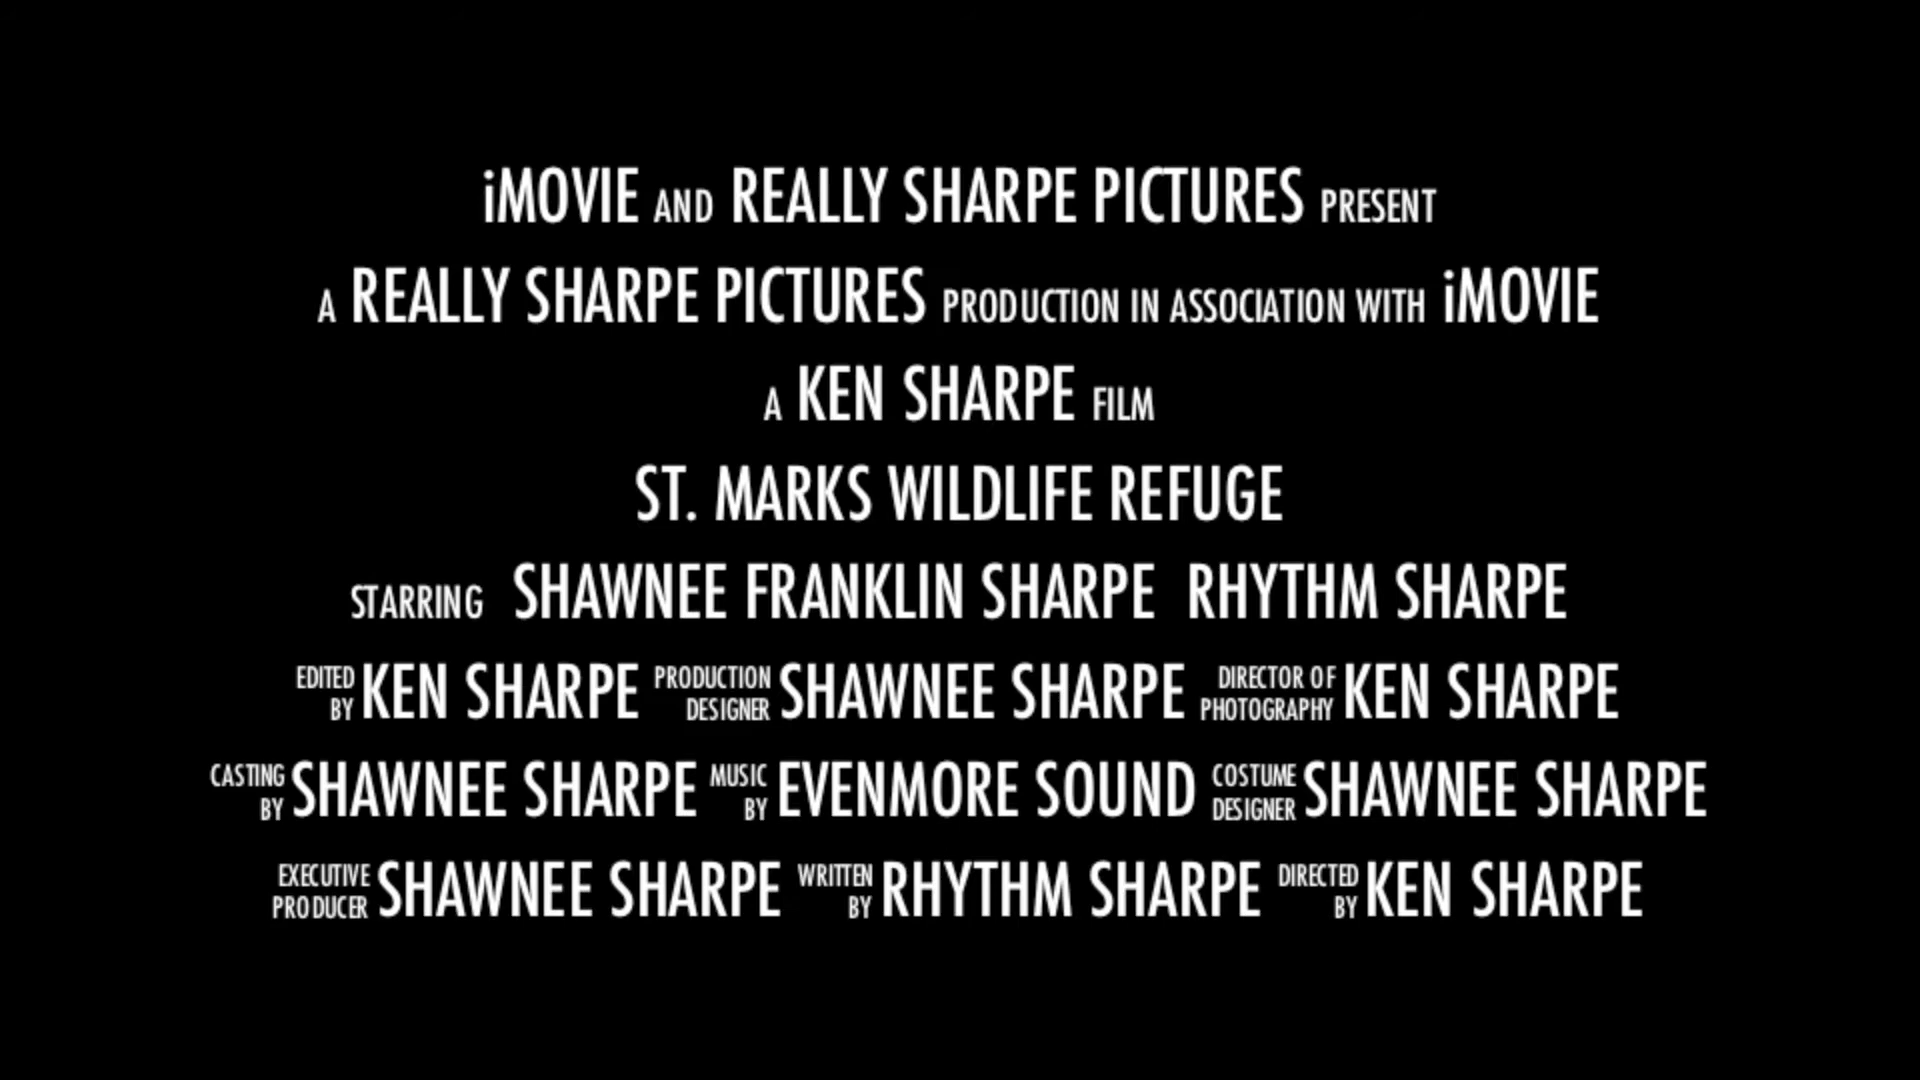 iMOVIE AND REALLY SHARPE PICTURES PRESENT
A REALLY SHARPE PICTURES PRODUCTION IN ASSOCIATION WITH iMOVIE
A KEN SHARPE FILM
ST. MARKS WILDLIFE REFUGE
STARRING SHAWNEE FRANKLIN SHARPE RHYTHM SHARPE
EDITED BY KEN SHARPE PRODUCTION DESIGNER SHAWNEE SHARPE DIRECTOR OF PHOTOGRAPHY KEN SHARPE
CASTING BY SHAWNEE SHARPE MUSIC BY EVENMORE SOUND COSTUME DESIGNER SHAWNEE SHARPE
EXECUTIVE PRODUCER SHAWNEE SHARPE WRITTEN BY RHYTHM SHARPE DIRECTED BY KEN SHARPE